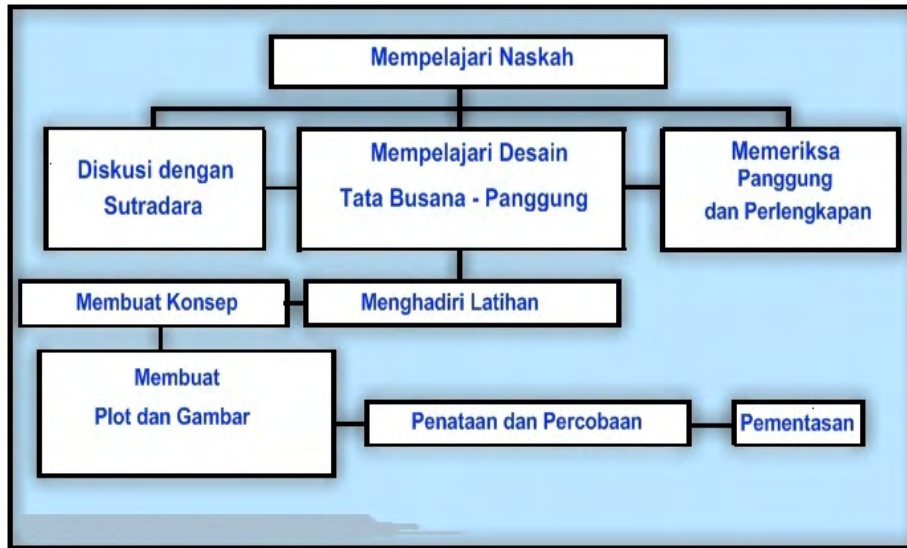 Mempelajari Naskah
Diskusi dengan
Sutradara
Mempelajari Desain
Tata Busana - Panggung
Memeriksa
Panggung
dan Perlengkapan
Membuat Konsep
Menghadiri Latihan
Membuat
Plot dan Gambar
Penataan dan Percobaan
Pementasan